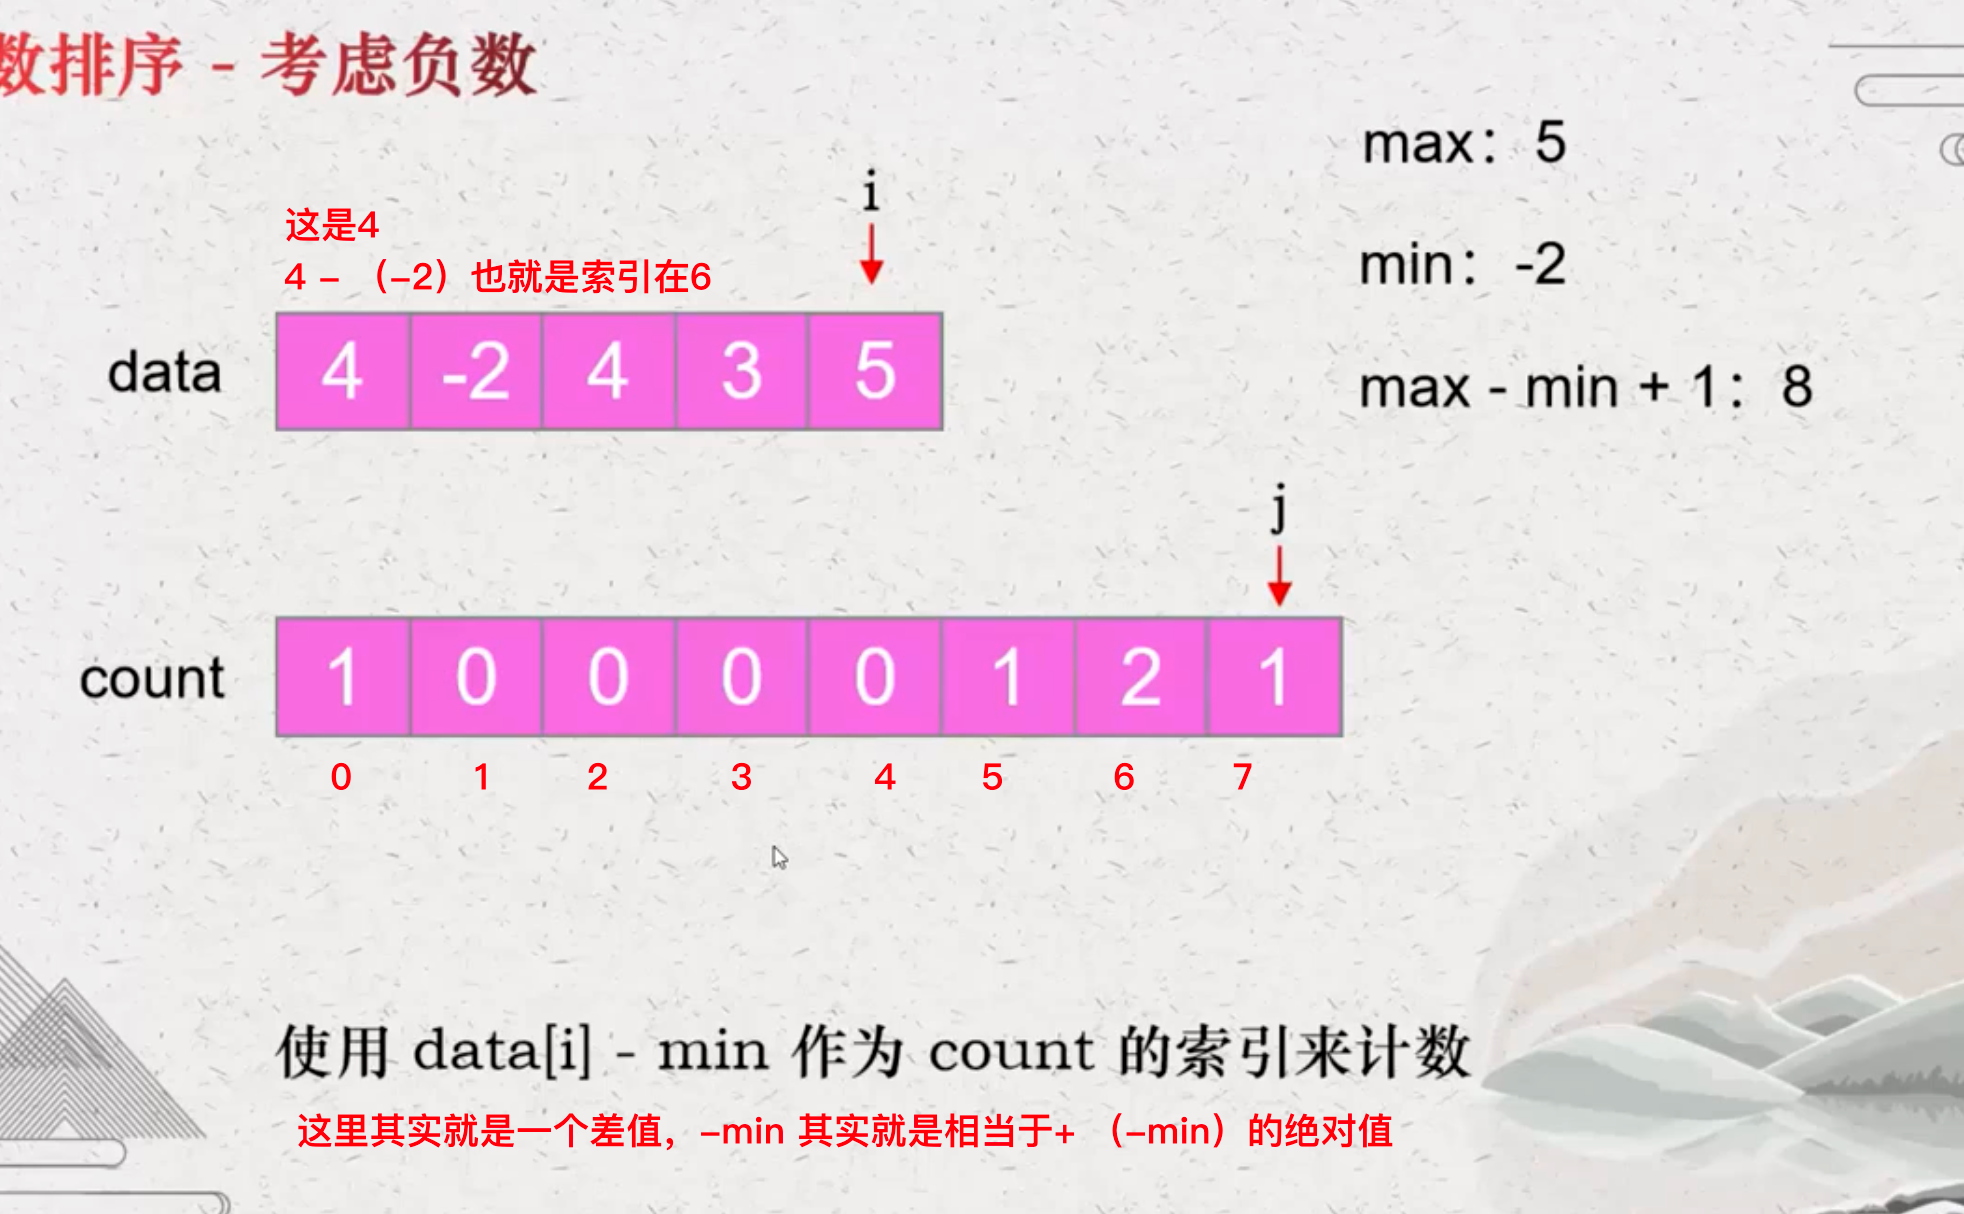 数排序 - 考虑负数
max：5
i
这是4
4 - （-2）也就是索引在6
min：-2
data 4 -2 4 3 5
max - min + 1：8
j
count 1 0 0 0 0 1 2 1
0 1 2 3 4 5 6 7
使用 data[i] - min 作为 count 的索引来计数
这里其实就是一个差值，-min 其实就是相当于+ （-min）的绝对值